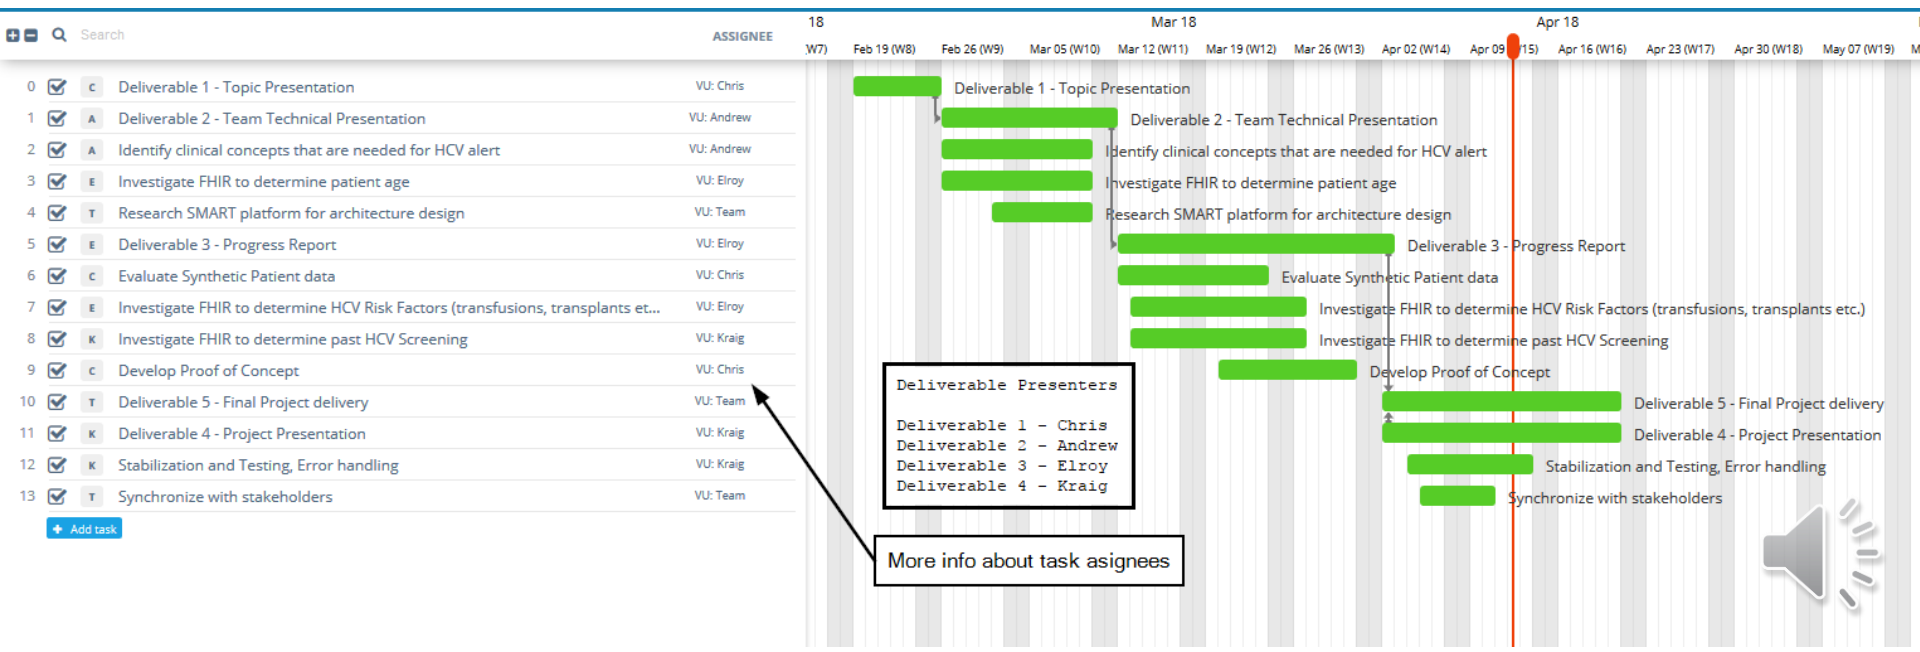 18 Mar 18 Apr 18
Search ASSIGNEE
W7) Feb 19 (W8) Feb 26 (W9) Mar 05 (W10) Mar 12 (W11) Mar 19 (W12) Mar 26 (W13) Apr 02 (W14) Apr 09 15) Apr 16 (W16) Apr 23 (W17) Apr 30 (W18) May 07 (W19) M
0 C Deliverable 1 - Topic Presentation VU: Chris Deliverable 1 - Topic Presentation
1 A Deliverable 2 - Team Technical Presentation VU: Andrew Deliverable 2 - Team Technical Presentation
2 A Identify clinical concepts that are needed for HCV alert VU: Andrew Identify clinical concepts that are needed for HCV alert
3 E Investigate FHIR to determine patient age VU: Elroy Investigate FHIR to determine patient age
4 T Research SMART platform for architecture design VU: Team Research SMART platform for architecture design
5 E Deliverable 3 - Progress Report VU: Elroy Deliverable 3 - Progress Report
6 C Evaluate Synthetic Patient data VU: Chris Evaluate Synthetic Patient data
7 E Investigate FHIR to determine HCV Risk Factors (transfusions, transplants et... VU: Elroy Investigate FHIR to determine HCV Risk Factors (transfusions, transplants etc.)
8 K Investigate FHIR to determine past HCV Screening VU: Kraig Investigate FHIR to determine past HCV Screening
9 C Develop Proof of Concept VU: Chris Develop Proof of Concept
10 T Deliverable 5 - Final Project delivery VU: Team Deliverable 5 - Final Project delivery
11 K Deliverable 4 - Project Presentation VU: Kraig Deliverable 4 - Project Presentation
12 K Stabilization and Testing, Error handling VU: Kraig Stabilization and Testing, Error handling
13 T Synchronize with stakeholders VU: Team Synchronize with stakeholders
+ Add task
Deliverable Presenters
Deliverable 1 - Chris
Deliverable 2 - Andrew
Deliverable 3 - Elroy
Deliverable 4 - Kraig
More info about task asignees